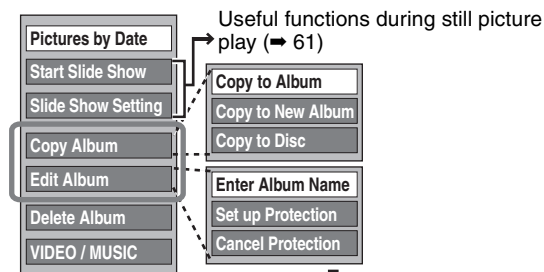 Useful functions during still picture
play (➡ 61)
Pictures by Date
Start Slide Show
Slide Show Setting
Copy Album
Edit Album
Delete Album
VIDEO / MUSIC
Copy to Album
Copy to New Album
Copy to Disc
Enter Album Name
Set up Protection
Cancel Protection